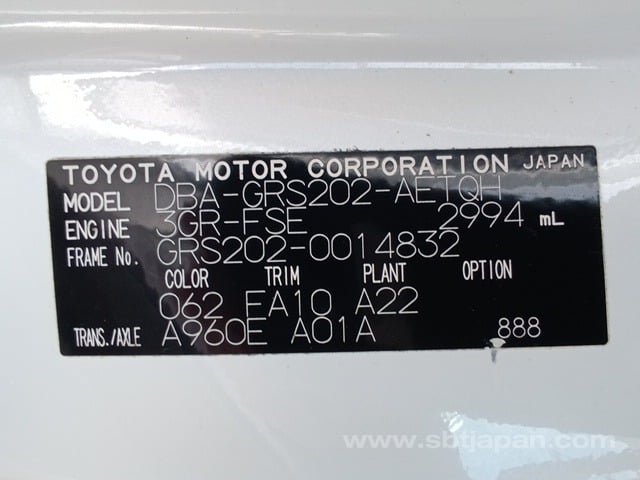 TOYOTA MOTOR CORPORATION JAPAN
MODEL DBA-GRS202-AETQH
ENGINE 3GR-FSE 2994 mL
FRAME No. GRS202-0014832
COLOR TRIM PLANT OPTION
062 FA10 A22
TRANS./AXLE A960E A01A 888
www.sbtjapan.com